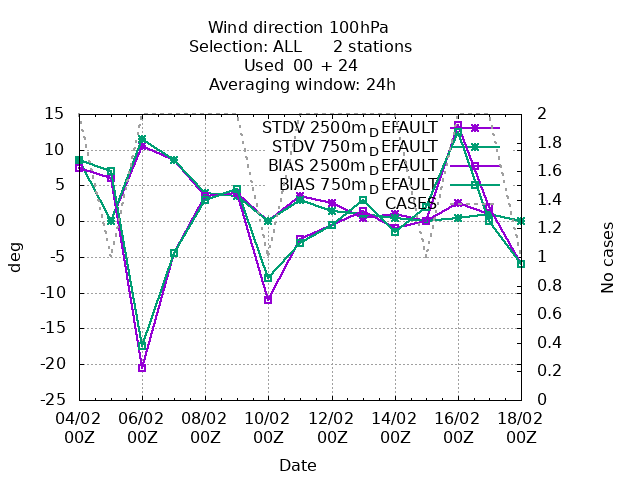 Wind direction 100hPa
Selection: ALL 2 stations
Used 00 + 24
Averaging window: 24h
15 2
STDV 2500m_DEFAULT
10 1.8
STDV 750m_DEFAULT
BIAS 2500m_DEFAULT
5 1.6
BIAS 750m_DEFAULT
CASES
0 1.4
1.2
-5 1
-10 0.8
0.6
-15 0.4
-20 0.2
-25 0
deg
No cases
04/02 06/02 08/02 10/02 12/02 14/02 16/02 18/02
00Z 00Z 00Z 00Z 00Z 00Z 00Z 00Z
Date